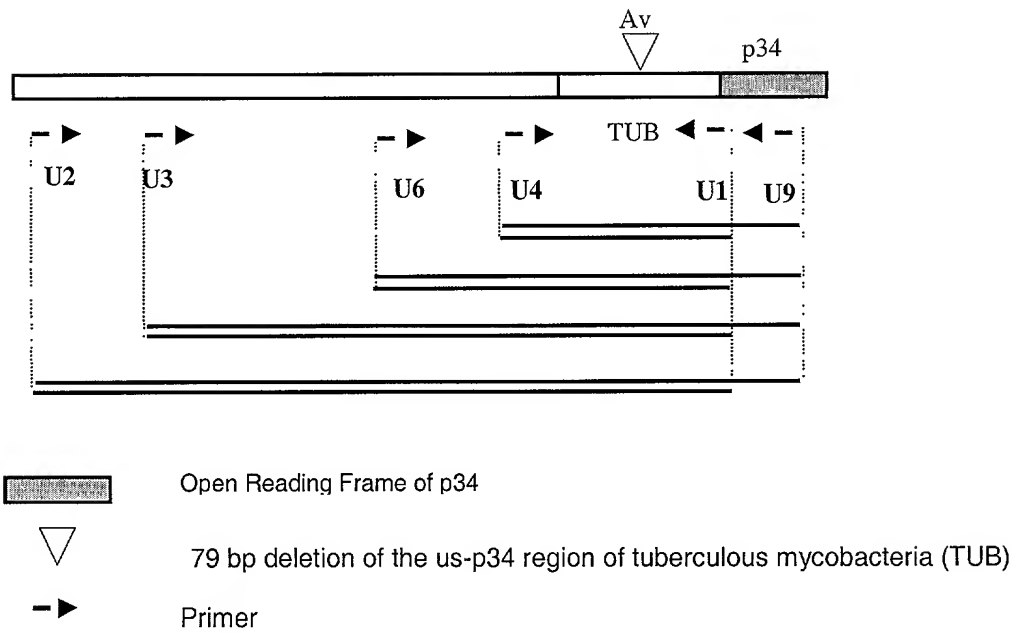 Av
p34
TUB
U2 U3 U6 U4 U1 U9
Open Reading Frame of p34
79 bp deletion of the us-p34 region of tuberculous mycobacteria (TUB)
Primer